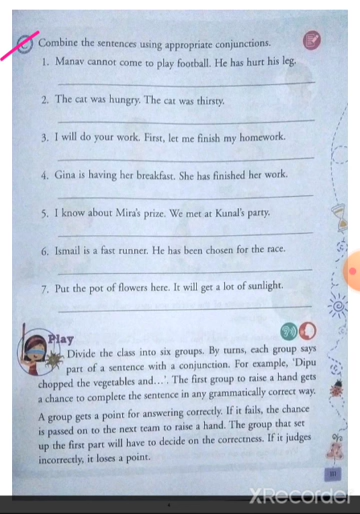 Combine the sentences using appropriate conjunctions.
1. Manav cannot come to play football. He has hurt his leg.
2. The cat was hungry. The cat was thirsty.
3. I will do your work. First, let me finish my homework.
4. Gina is having her breakfast. She has finished her work.
5. I know about Mira's prize. We met at Kunal's party.
6. Ismail is a fast runner. He has been chosen for the race.
7. Put the pot of flowers here. It will get a lot of sunlight.
Play
Divide the class into six groups. By turns, each group says
part of a sentence with a conjunction. For example, 'Dipu
chopped the vegetables and…'. The first group to raise a hand gets
a chance to complete the sentence in any grammatically correct way.
A group gets a point for answering correctly. If it fails, the chance
is passed on to the next team to raise a hand. The group that set
up the first part will have to decide on the correctness. If it judges
incorrectly, it loses a point.
XRecorder